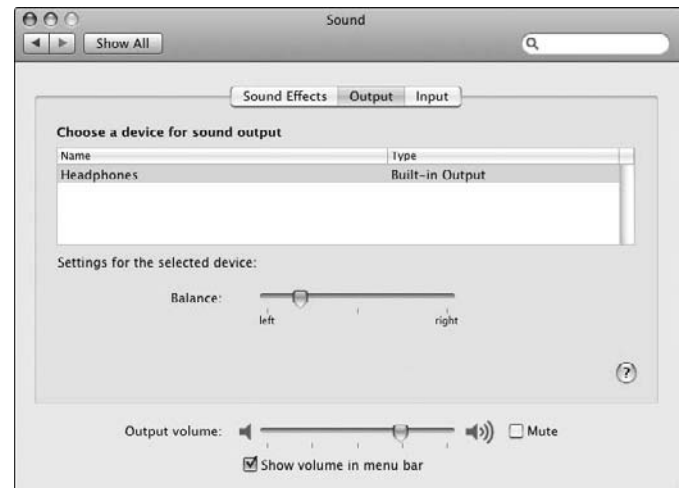 Sound
Show All
Sound Effects Output Input
Choose a device for sound output
Name Type
Headphones Built-in Output
Settings for the selected device:
Balance:
left right
?
Output volume: Mute
Show volume in menu bar